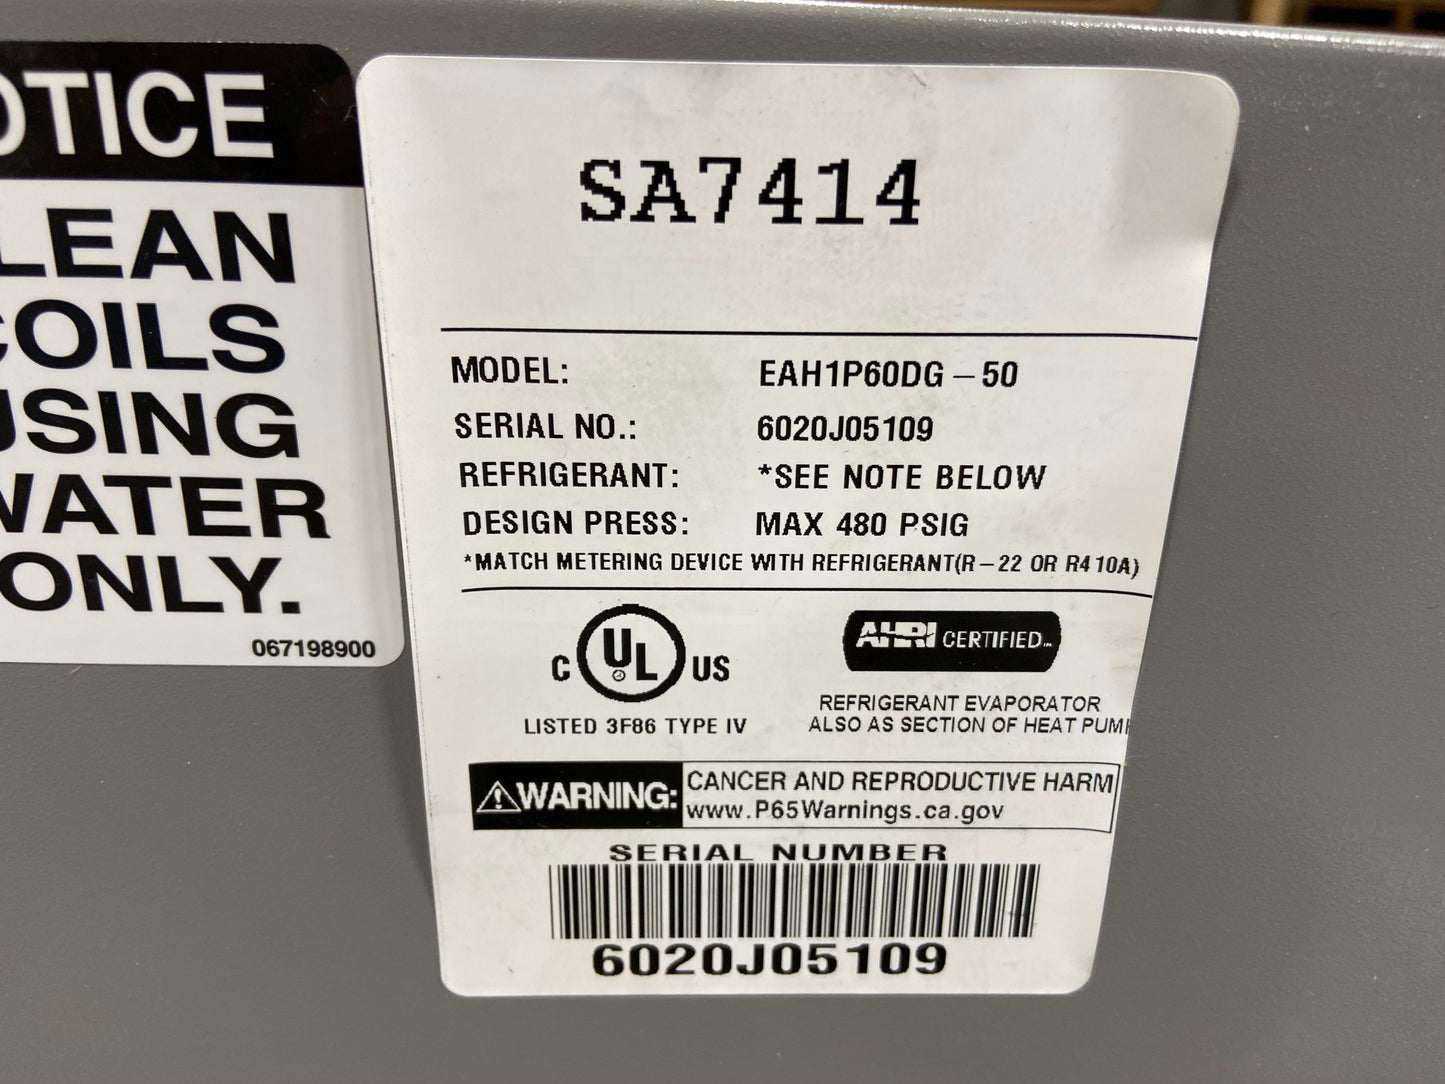 OTICE
LEAN
COILS
USING
WATER
ONLY.
067198900
SA7414
MODEL: EAH1P60DG-50
SERIAL NO.: 6020J05109
REFRIGERANT: *SEE NOTE BELOW
DESIGN PRESS: MAX 480 PSIG
*MATCH METERING DEVICE WITH REFRIGERANT(R-22 OR R410A)
C UL US
LISTED 3F86 TYPE IV
AHRI CERTIFIED
REFRIGERANT EVAPORATOR
ALSO AS SECTION OF HEAT PUMP
WARNING: CANCER AND REPRODUCTIVE HARM
www.P65Warnings.ca.gov
SERIAL NUMBER
6020J05109